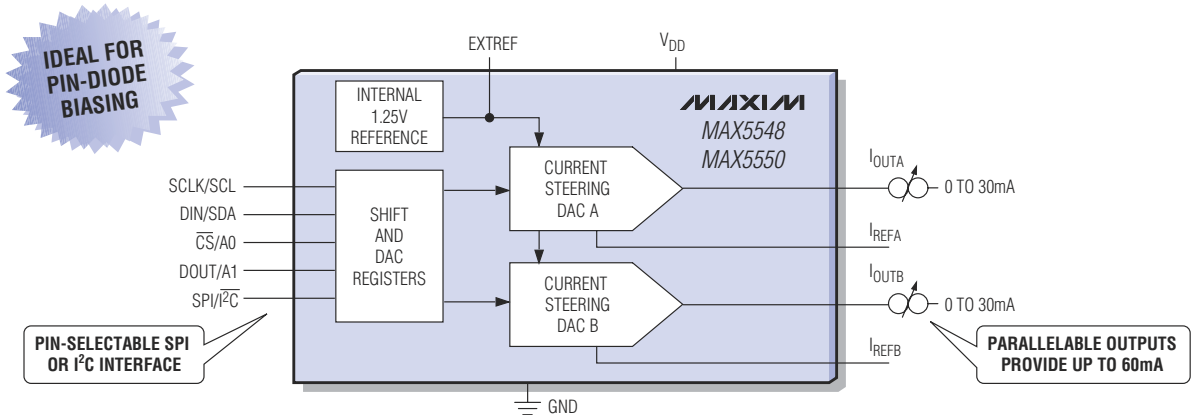 IDEAL FOR
PIN-DIODE
BIASING
EXTREF
VDD
INTERNAL
1.25V
REFERENCE
MAXIM
MAX5548
MAX5550
SCLK/SCL
DIN/SDA
C̅S̅/A0
DOUT/A1
SPI/I̅²̅C̅
SHIFT
AND
DAC
REGISTERS
CURRENT
STEERING
DAC A
IOUTA
0 TO 30mA
IREFA
CURRENT
STEERING
DAC B
IOUTB
0 TO 30mA
IREFB
PIN-SELECTABLE SPI
OR I²C INTERFACE
PARALLELABLE OUTPUTS
PROVIDE UP TO 60mA
GND